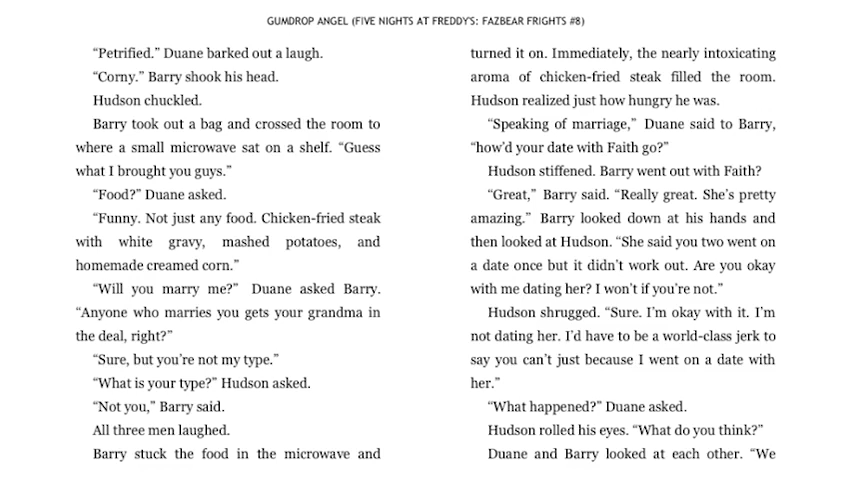 GUMDROP ANGEL (FIVE NIGHTS AT FREDDY'S: FAZBEAR FRIGHTS #8)
“Petrified.” Duane barked out a laugh.
“Corny.” Barry shook his head.
Hudson chuckled.
Barry took out a bag and crossed the room to
where a small microwave sat on a shelf. “Guess
what I brought you guys.”
“Food?” Duane asked.
“Funny. Not just any food. Chicken-fried steak
with white gravy, mashed potatoes, and
homemade creamed corn.”
“Will you marry me?” Duane asked Barry.
“Anyone who marries you gets your grandma in
the deal, right?”
“Sure, but you’re not my type.”
“What is your type?” Hudson asked.
“Not you,” Barry said.
All three men laughed.
Barry stuck the food in the microwave and
turned it on. Immediately, the nearly intoxicating
aroma of chicken-fried steak filled the room.
Hudson realized just how hungry he was.
“Speaking of marriage,” Duane said to Barry,
“how’d your date with Faith go?”
Hudson stiffened. Barry went out with Faith?
“Great,” Barry said. “Really great. She’s pretty
amazing.” Barry looked down at his hands and
then looked at Hudson. “She said you two went on
a date once but it didn’t work out. Are you okay
with me dating her? I won’t if you’re not.”
Hudson shrugged. “Sure. I’m okay with it. I’m
not dating her. I’d have to be a world-class jerk to
say you can’t just because I went on a date with
her.”
“What happened?” Duane asked.
Hudson rolled his eyes. “What do you think?”
Duane and Barry looked at each other. “We